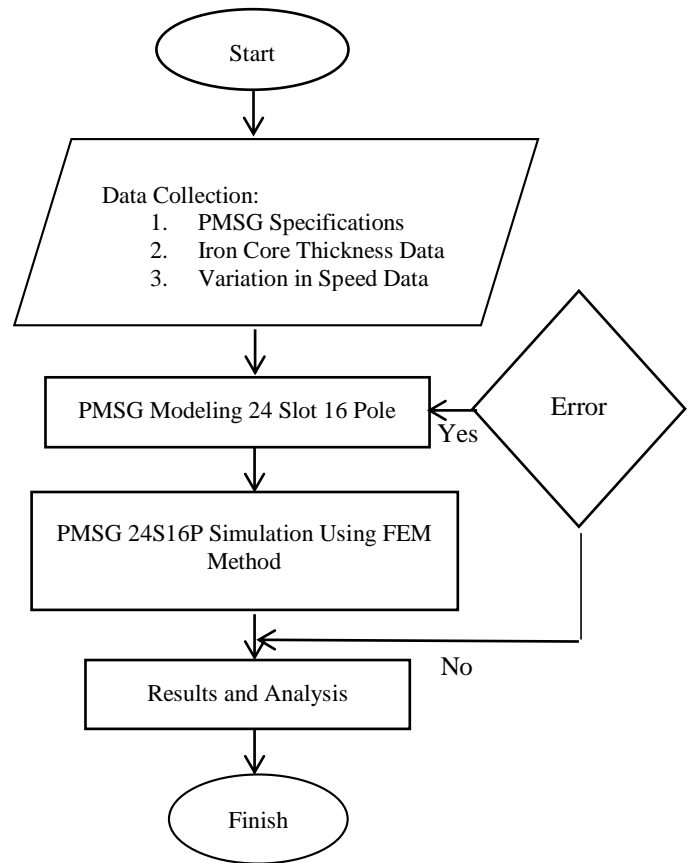 Start
Data Collection:
1. PMSG Specifications
2. Iron Core Thickness Data
3. Variation in Speed Data
PMSG Modeling 24 Slot 16 Pole
Error
Yes
PMSG 24S16P Simulation Using FEM
Method
No
Results and Analysis
Finish